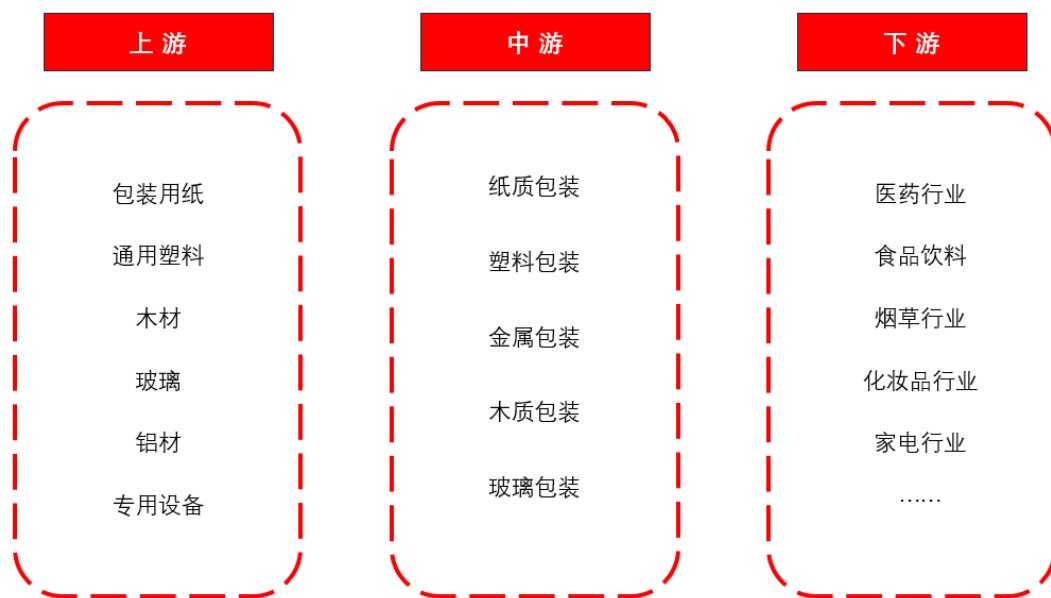 上游
包装用纸
通用塑料
木材
玻璃
铝材
专用设备
中游
纸质包装
塑料包装
金属包装
木质包装
玻璃包装
下游
医药行业
食品饮料
烟草行业
化妆品行业
家电行业
……